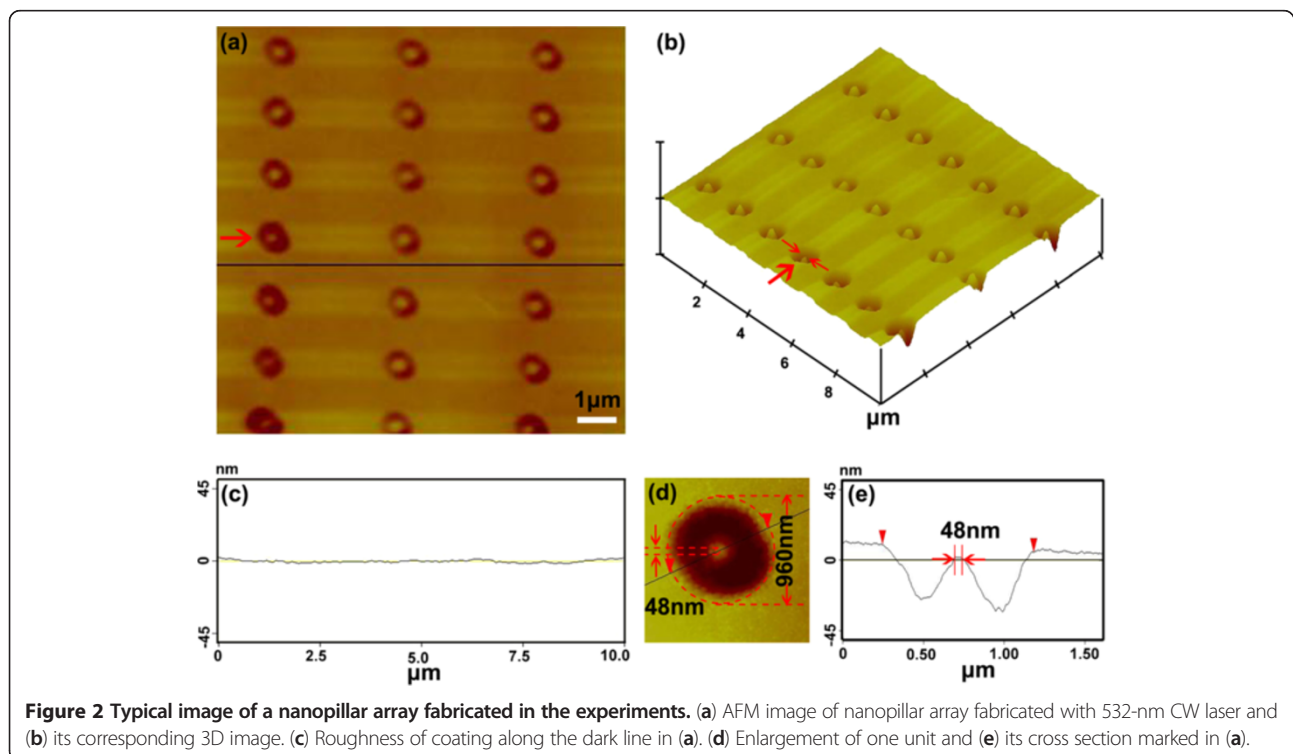 (a)
1µm
(b)
2
4
6
8
µm
nm
(c)
45
0
-45
0
2.5
5.0
7.5
10.0
µm
(d)
960nm
48nm
nm
(e)
45
0
-45
48nm
0
0.50
1.00
1.50
µm
Figure 2 Typical image of a nanopillar array fabricated in the experiments. (a) AFM image of nanopillar array fabricated with 532-nm CW laser and
(b) its corresponding 3D image. (c) Roughness of coating along the dark line in (a). (d) Enlargement of one unit and (e) its cross section marked in (a).